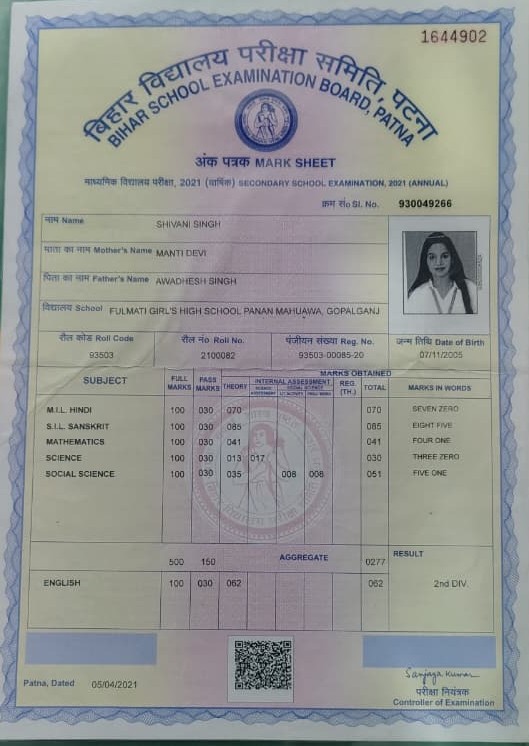 1644902
बिहार विद्यालय परीक्षा समिति, पटना
BIHAR SCHOOL EXAMINATION BOARD, PATNA
अंक पत्रक MARK SHEET
माध्यमिक विद्यालय परीक्षा, 2021 (वार्षिक) SECONDARY SCHOOL EXAMINATION, 2021 (ANNUAL)
क्रम सं० Sl. No. 930049266
नाम Name SHIVANI SINGH
माता का नाम Mother's Name MANTI DEVI
पिता का नाम Father's Name AWADHESH SINGH
विद्यालय School FULMATI GIRL'S HIGH SCHOOL PANAN MAHUAWA, GOPALGANJ
रौल कोड Roll Code रौल नं० Roll No. पंजीयन संख्या Reg. No. जन्म तिथि Date of Birth
93503 2100082 93503-00085-20 07/11/2005
MARKS OBTAINED
SUBJECT FULL MARKS PASS MARKS THEORY INTERNAL ASSESSMENT REG. (TH.) TOTAL MARKS IN WORDS
M.I.L. HINDI 100 030 070 070 SEVEN ZERO
S.I.L. SANSKRIT 100 030 085 085 EIGHT FIVE
MATHEMATICS 100 030 041 041 FOUR ONE
SCIENCE 100 030 013 017 030 THREE ZERO
SOCIAL SCIENCE 100 030 035 008 008 051 FIVE ONE
500 150 AGGREGATE 0277 RESULT
ENGLISH 100 030 062 062 2nd DIV.
Sanjaya Kumar
Patna, Dated 05/04/2021
परीक्षा नियंत्रक
Controller of Examination